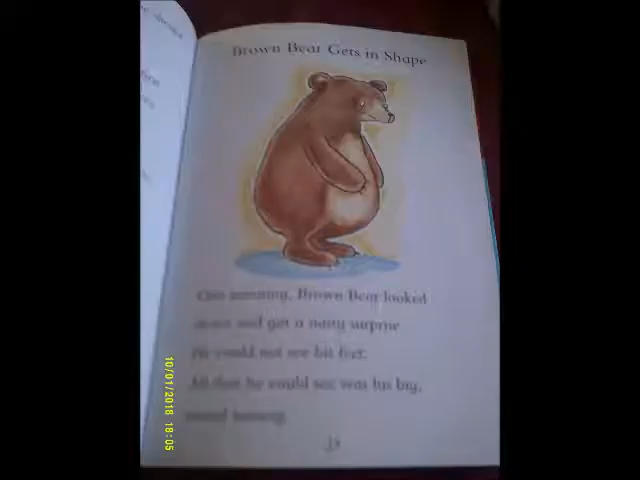 Brown Bear Gets in Shape
One morning, Brown Bear looked
down and got a nasty surprise
He could not see his feet.
All that he could see was his big,
round tummy.
10/01/2018 18:05